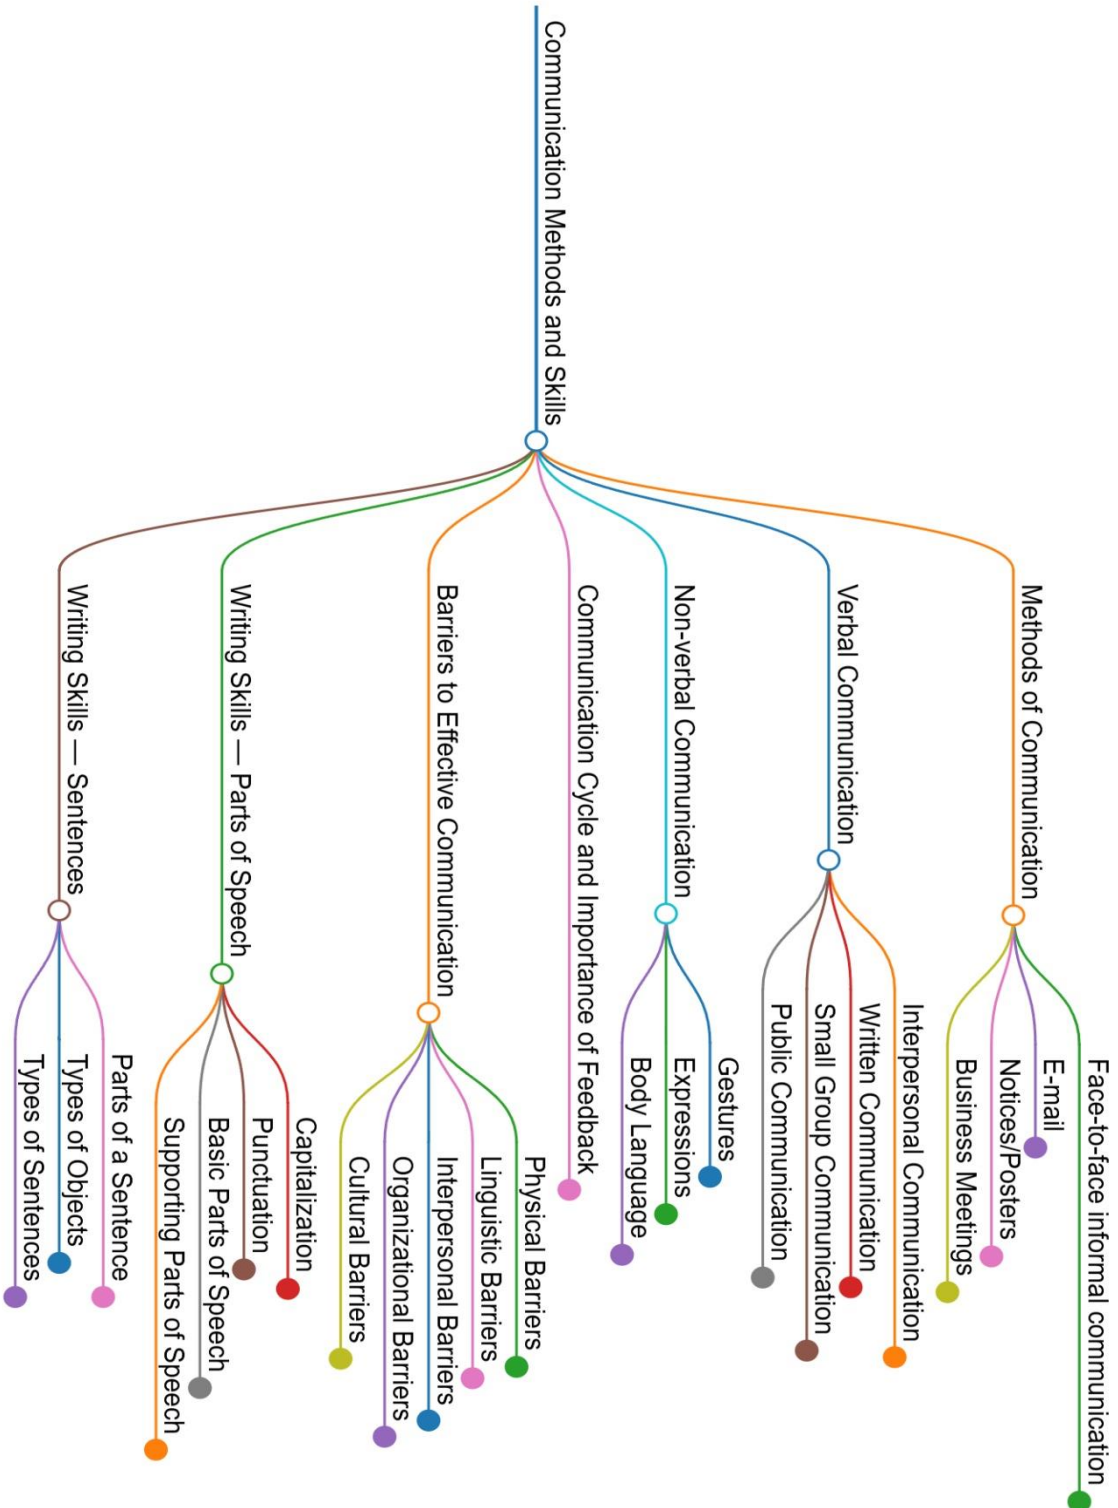 Communication Methods and Skills
Methods of Communication
Face-to-face informal communication
E-mail
Notices/Posters
Business Meetings
Verbal Communication
Interpersonal Communication
Written Communication
Small Group Communication
Public Communication
Non-verbal Communication
Gestures
Expressions
Body Language
Communication Cycle and Importance of Feedback
Barriers to Effective Communication
Physical Barriers
Linguistic Barriers
Interpersonal Barriers
Organizational Barriers
Cultural Barriers
Writing Skills — Parts of Speech
Capitalization
Punctuation
Basic Parts of Speech
Supporting Parts of Speech
Writing Skills — Sentences
Parts of a Sentence
Types of Objects
Types of Sentences